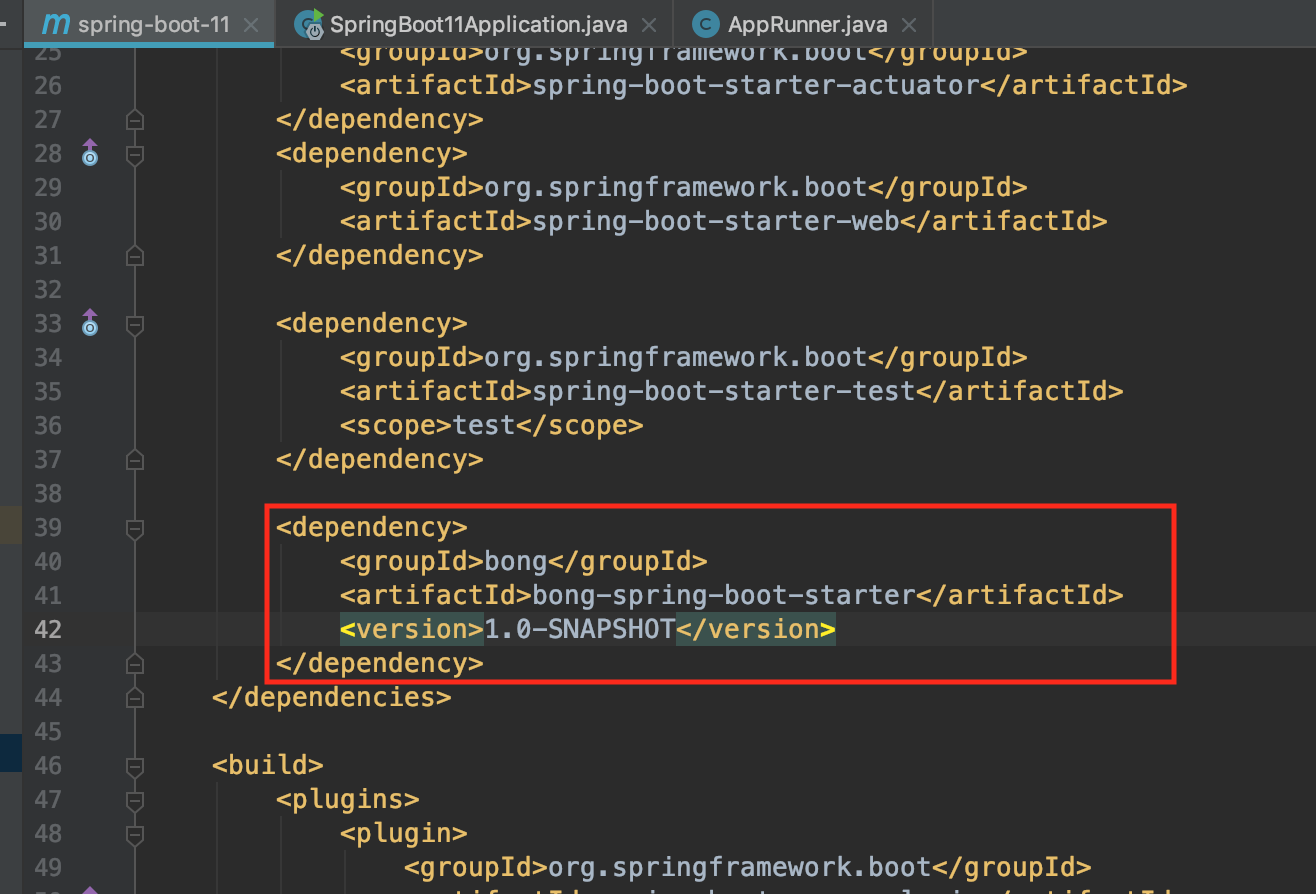 spring-boot-11 SpringBoot11Application.java AppRunner.java
25 <groupId>org.springframework.boot</groupId>
26 <artifactId>spring-boot-starter-actuator</artifactId>
27 </dependency>
28 <dependency>
29 <groupId>org.springframework.boot</groupId>
30 <artifactId>spring-boot-starter-web</artifactId>
31 </dependency>
32
33 <dependency>
34 <groupId>org.springframework.boot</groupId>
35 <artifactId>spring-boot-starter-test</artifactId>
36 <scope>test</scope>
37 </dependency>
38
39 <dependency>
40 <groupId>bong</groupId>
41 <artifactId>bong-spring-boot-starter</artifactId>
42 <version>1.0-SNAPSHOT</version>
43 </dependency>
44 </dependencies>
45
46 <build>
47 <plugins>
48 <plugin>
49 <groupId>org.springframework.boot</groupId>